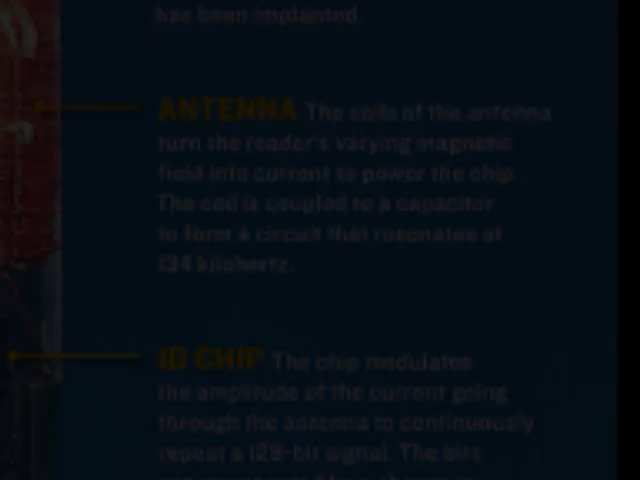 has been implanted.
ANTENNA The coils of the antenna
turn the reader's varying magnetic
field into current to power the chip.
The coil is coupled to a capacitor
to form a circuit that resonates at
134 kilohertz.
ID CHIP The chip modulates
the amplitude of the current going
through the antenna to continuously
repeat a 128-bit signal. The bits